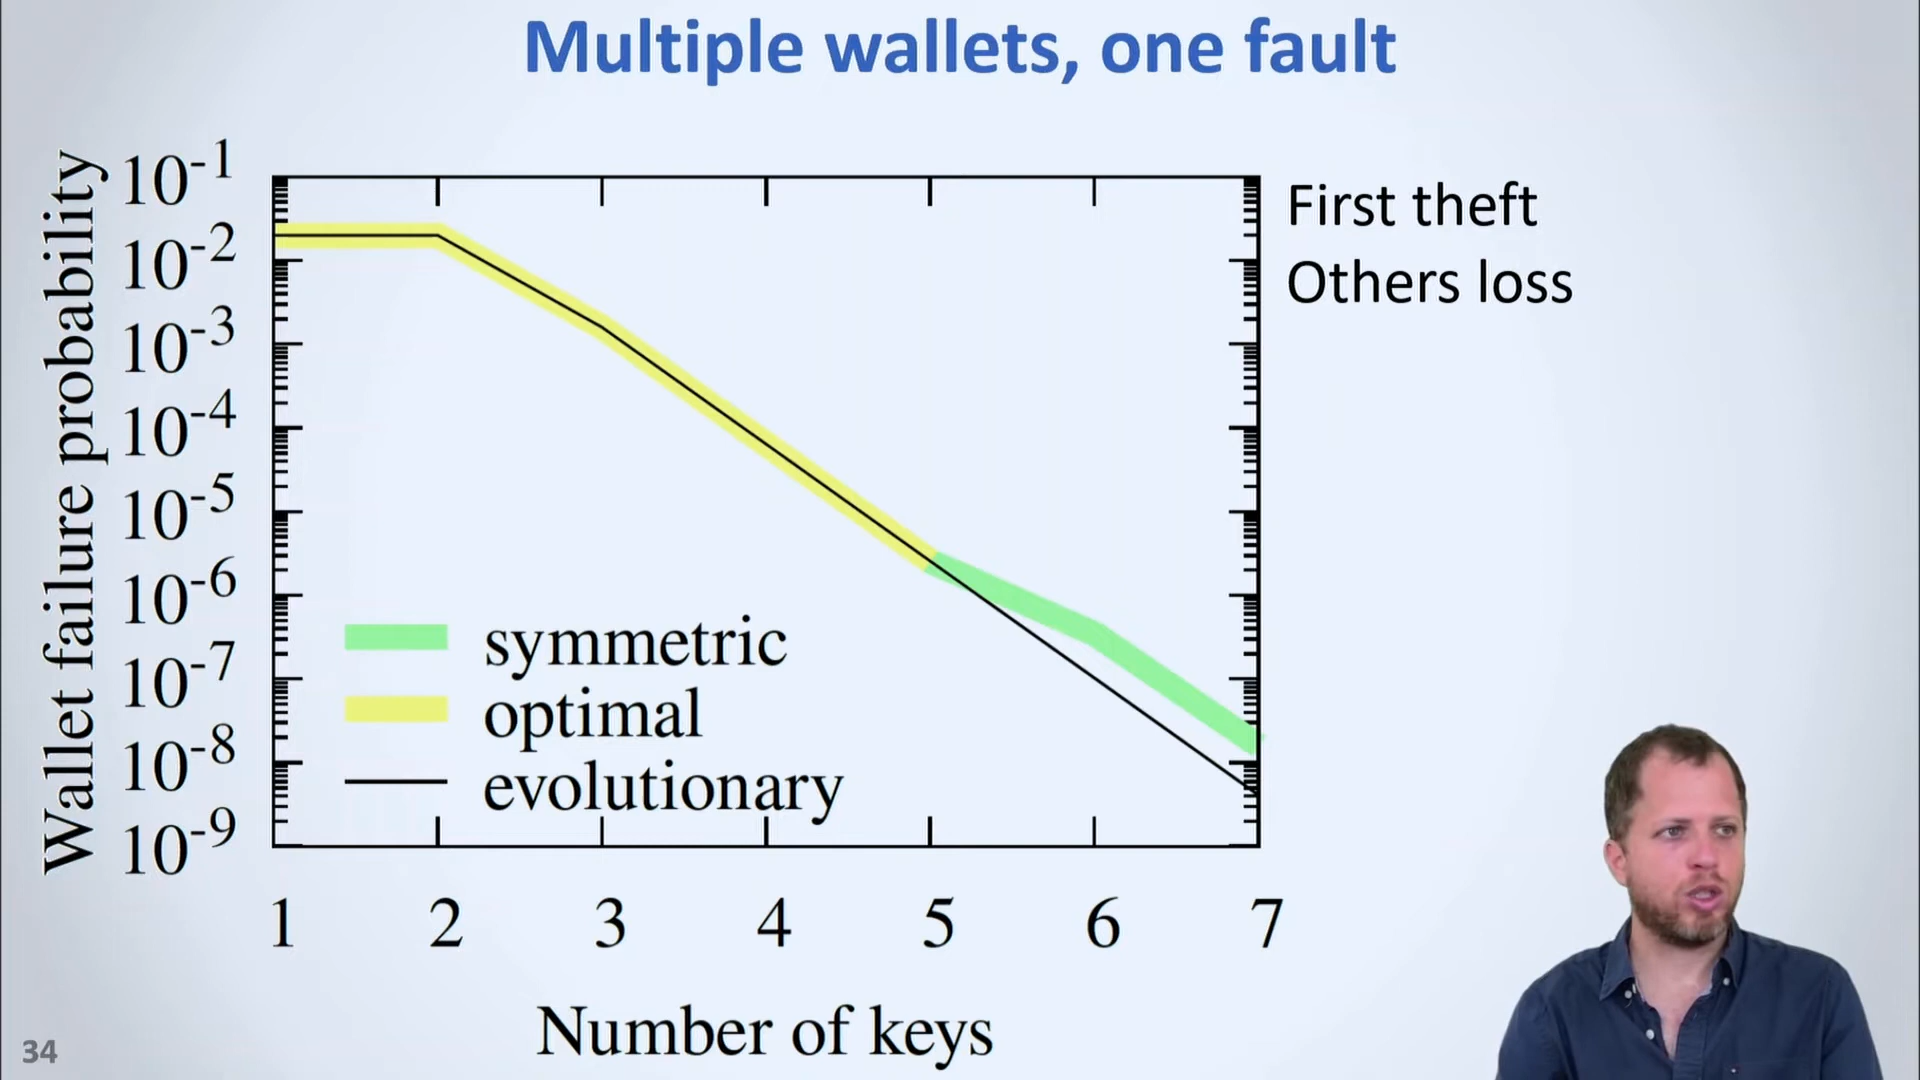 Multiple wallets, one fault
Wallet failure probability
10-1
10-2
10-3
10-4
10-5
10-6
10-7
10-8
10-9
symmetric
optimal
evolutionary
1 2 3 4 5 6 7
Number of keys
First theft
Others loss
34